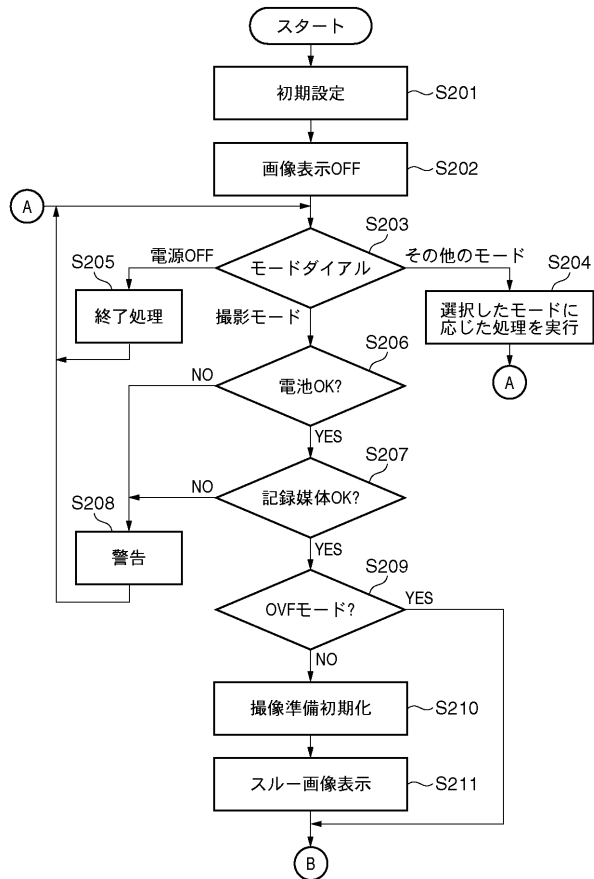 スタート
初期設定
S201
画像表示OFF
S202
A
S203
モードダイアル
電源OFF
その他のモード
S205
終了処理
S204
選択したモードに
応じた処理を実行
A
撮影モード
S206
電池OK?
NO
YES
S207
記録媒体OK?
NO
YES
S208
警告
S209
OVFモード?
YES
NO
撮像準備初期化
S210
スルー画像表示
S211
B